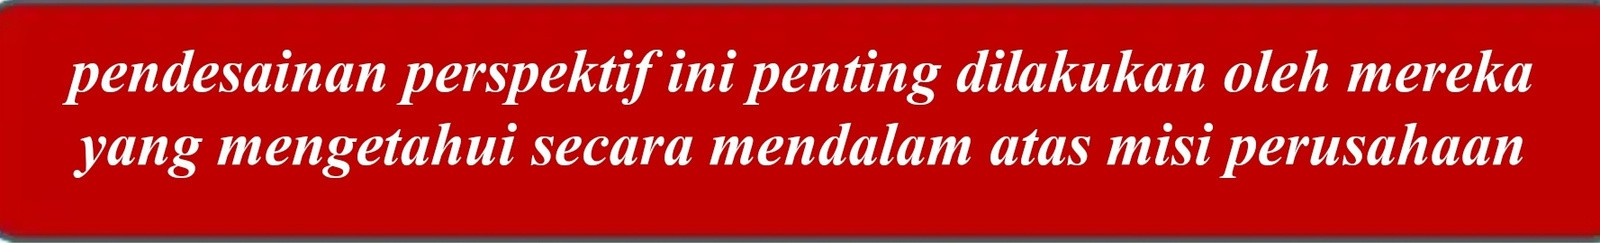 pendesainan perspektif ini penting dilakukan oleh mereka
yang mengetahui secara mendalam atas misi perusahaan